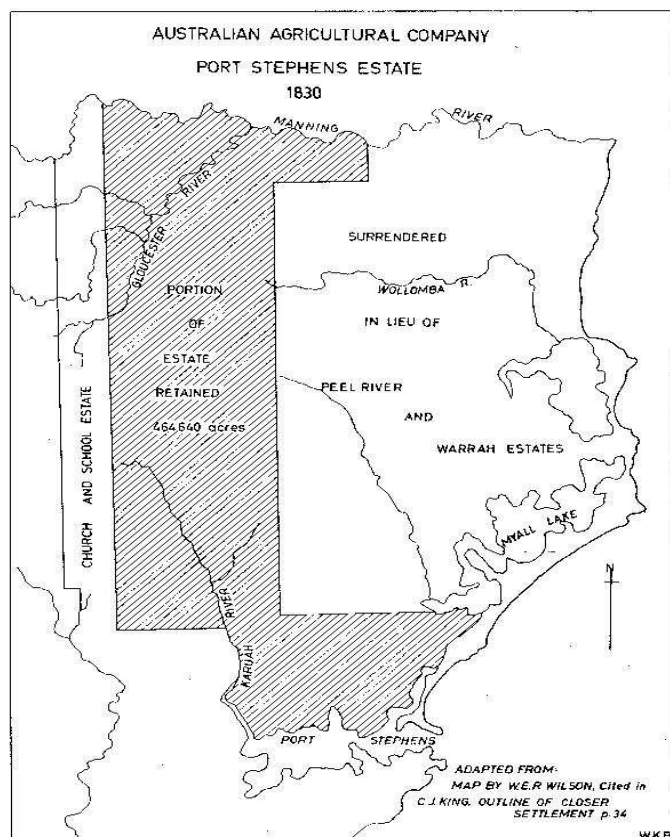 AUSTRALIAN AGRICULTURAL COMPANY
PORT STEPHENS ESTATE
1830
MANNING
RIVER
GLOUCESTER
RIVER
SURRENDERED
WOLLOMBA R.
IN LIEU OF
PEEL RIVER
AND
WARRAH ESTATES
PORTION
OF
ESTATE
RETAINED
464,640 acres
CHURCH AND SCHOOL ESTATE
MYALL LAKE
N
KARUAH
RIVER
PORT STEPHENS
ADAPTED FROM:-
MAP BY W.E.R WILSON, Cited in
C.J.KING, OUTLINE OF CLOSER
SETTLEMENT p.34